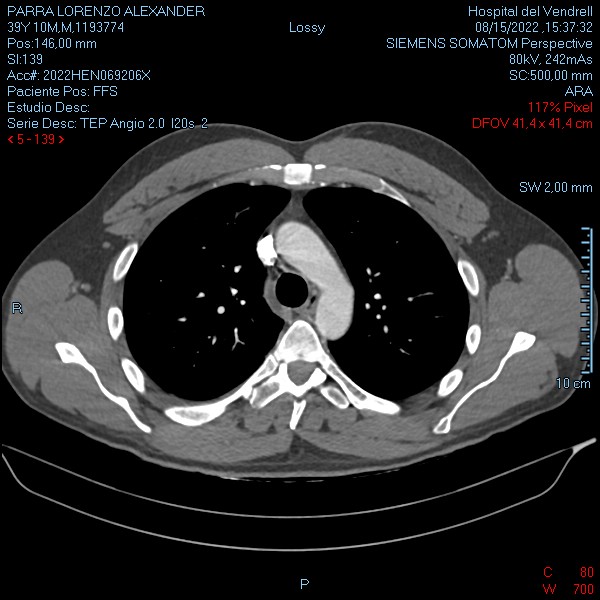 PARRA LORENZO ALEXANDER
39Y 10M,M,1193774
Pos:146,00 mm
SI:139
Acc#: 2022HEN069206X
Paciente Pos: FFS
Estudio Desc:
Serie Desc: TEP Angio 2.0 I20s 2
< 5 - 139 >
Lossy
Hospital del Vendrell
08/15/2022 ,15:37:32
SIEMENS SOMATOM Perspective
80kV, 242mAs
SC:500,00 mm
ARA
117% Pixel
DFOV 41,4 x 41,4 cm
SW 2,00 mm
R
10 cm
P
C 80
W 700